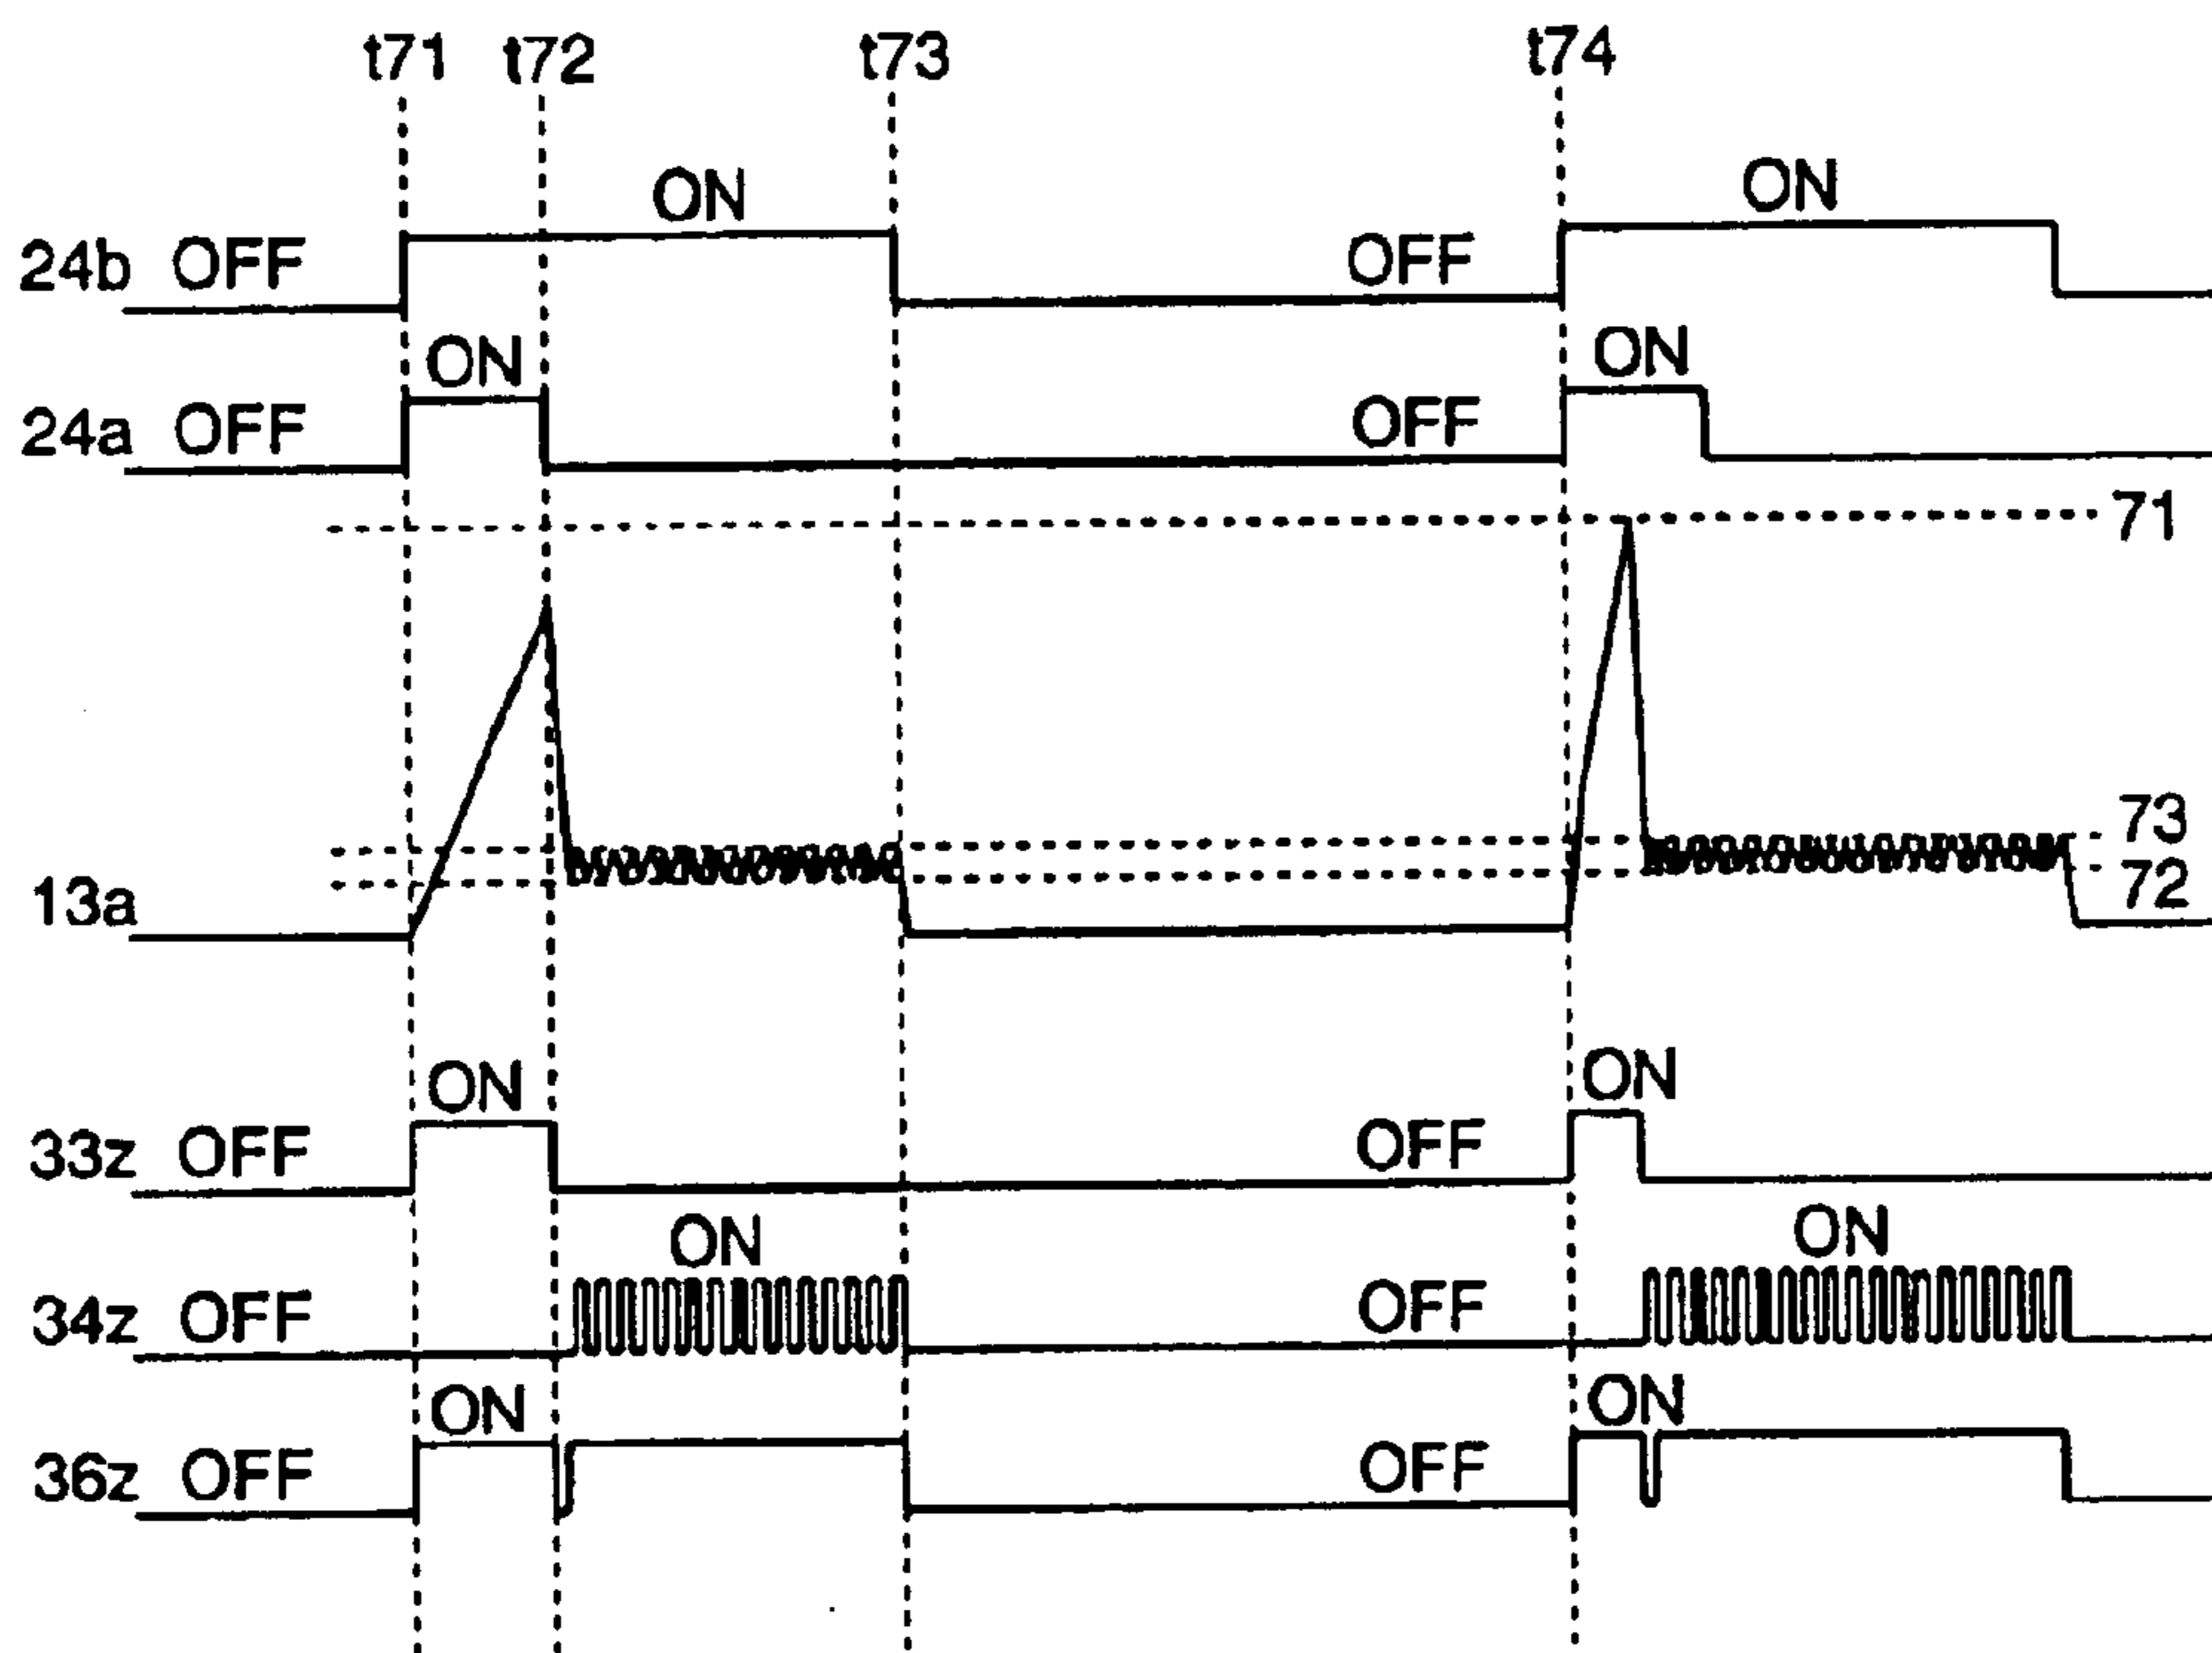 t71 t72 t73 t74
ON ON
24b OFF OFF
ON ON
24a OFF OFF
71
73
13a 72
ON ON
33z OFF OFF
ON ON
34z OFF OFF
ON ON
36z OFF OFF